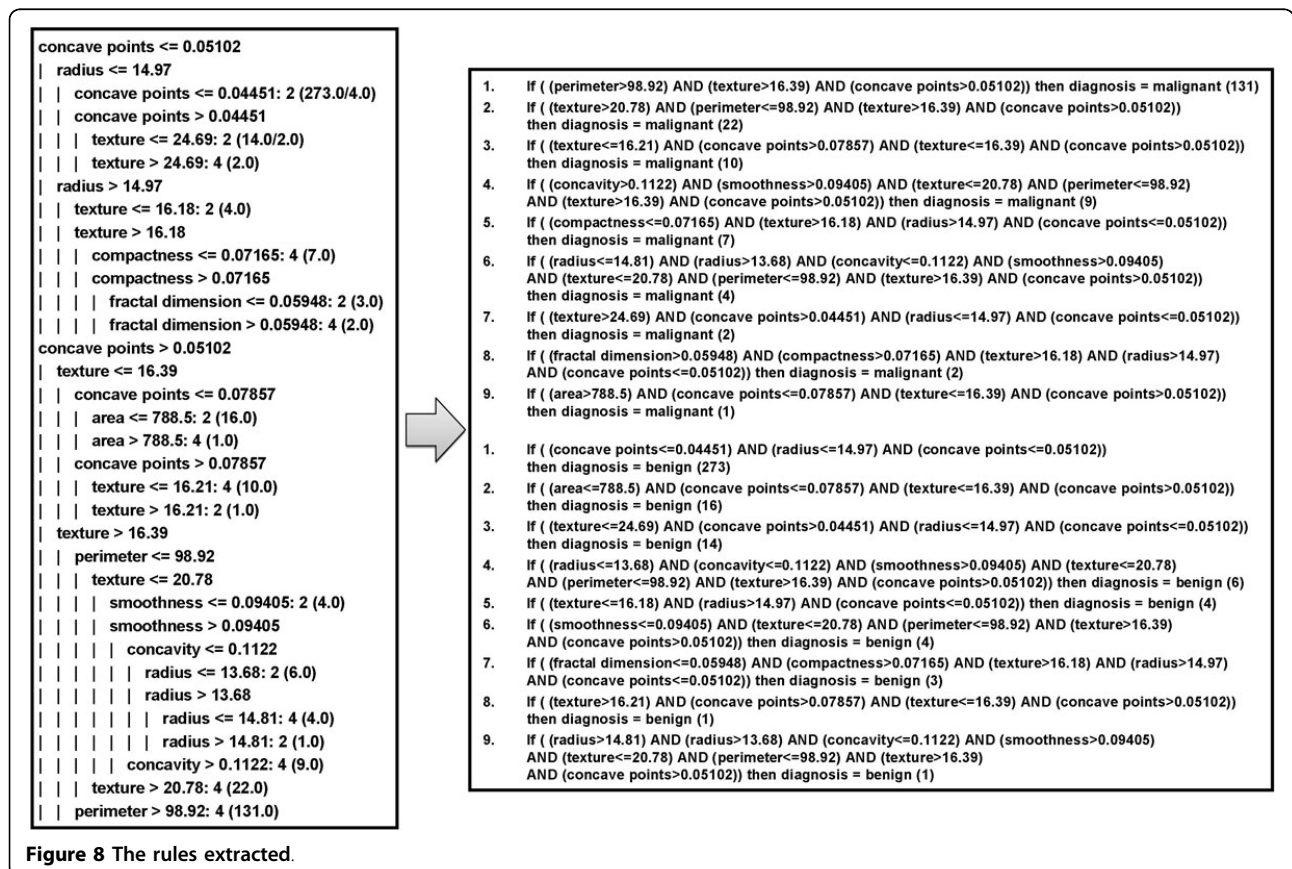 concave points <= 0.05102
| radius <= 14.97
| | concave points <= 0.04451: 2 (273.0/4.0)
| | concave points > 0.04451
| | | texture <= 24.69: 2 (14.0/2.0)
| | | texture > 24.69: 4 (2.0)
| radius > 14.97
| | texture <= 16.18: 2 (4.0)
| | texture > 16.18
| | | compactness <= 0.07165: 4 (7.0)
| | | compactness > 0.07165
| | | | fractal dimension <= 0.05948: 2 (3.0)
| | | | fractal dimension > 0.05948: 4 (2.0)
concave points > 0.05102
| texture <= 16.39
| | concave points <= 0.07857
| | | area <= 788.5: 2 (16.0)
| | | area > 788.5: 4 (1.0)
| | concave points > 0.07857
| | | texture <= 16.21: 4 (10.0)
| | | texture > 16.21: 2 (1.0)
| texture > 16.39
| | perimeter <= 98.92
| | | texture <= 20.78
| | | | smoothness <= 0.09405: 2 (4.0)
| | | | smoothness > 0.09405
| | | | | concavity <= 0.1122
| | | | | | radius <= 13.68: 2 (6.0)
| | | | | | radius > 13.68
| | | | | | | radius <= 14.81: 4 (4.0)
| | | | | | | radius > 14.81: 2 (1.0)
| | | | | concavity > 0.1122: 4 (9.0)
| | | texture > 20.78: 4 (22.0)
| | perimeter > 98.92: 4 (131.0)
1. If ( (perimeter>98.92) AND (texture>16.39) AND (concave points>0.05102)) then diagnosis = malignant (131)
2. If ( (texture>20.78) AND (perimeter<=98.92) AND (texture>16.39) AND (concave points>0.05102))
then diagnosis = malignant (22)
3. If ( (texture<=16.21) AND (concave points>0.07857) AND (texture<=16.39) AND (concave points>0.05102))
then diagnosis = malignant (10)
4. If ( (concavity>0.1122) AND (smoothness>0.09405) AND (texture<=20.78) AND (perimeter<=98.92)
AND (texture>16.39) AND (concave points>0.05102)) then diagnosis = malignant (9)
5. If ( (compactness<=0.07165) AND (texture>16.18) AND (radius>14.97) AND (concave points<=0.05102))
then diagnosis = malignant (7)
6. If ( (radius<=14.81) AND (radius>13.68) AND (concavity<=0.1122) AND (smoothness>0.09405)
AND (texture<=20.78) AND (perimeter<=98.92) AND (texture>16.39) AND (concave points>0.05102))
then diagnosis = malignant (4)
7. If ( (texture>24.69) AND (concave points>0.04451) AND (radius<=14.97) AND (concave points<=0.05102))
then diagnosis = malignant (2)
8. If ( (fractal dimension>0.05948) AND (compactness>0.07165) AND (texture>16.18) AND (radius>14.97)
AND (concave points<=0.05102)) then diagnosis = malignant (2)
9. If ( (area>788.5) AND (concave points<=0.07857) AND (texture<=16.39) AND (concave points>0.05102))
then diagnosis = malignant (1)
1. If ( (concave points<=0.04451) AND (radius<=14.97) AND (concave points<=0.05102))
then diagnosis = benign (273)
2. If ( (area<=788.5) AND (concave points<=0.07857) AND (texture<=16.39) AND (concave points>0.05102))
then diagnosis = benign (16)
3. If ( (texture<=24.69) AND (concave points>0.04451) AND (radius<=14.97) AND (concave points<=0.05102))
then diagnosis = benign (14)
4. If ( (radius<=13.68) AND (concavity<=0.1122) AND (smoothness>0.09405) AND (texture<=20.78)
AND (perimeter<=98.92) AND (texture>16.39) AND (concave points>0.05102)) then diagnosis = benign (6)
5. If ( (texture<=16.18) AND (radius>14.97) AND (concave points<=0.05102)) then diagnosis = benign (4)
6. If ( (smoothness<=0.09405) AND (texture<=20.78) AND (perimeter<=98.92) AND (texture>16.39)
AND (concave points>0.05102)) then diagnosis = benign (4)
7. If ( (fractal dimension<=0.05948) AND (compactness>0.07165) AND (texture>16.18) AND (radius>14.97)
AND (concave points<=0.05102)) then diagnosis = benign (3)
8. If ( (texture>16.21) AND (concave points>0.07857) AND (texture<=16.39) AND (concave points>0.05102))
then diagnosis = benign (1)
9. If ( (radius>14.81) AND (radius>13.68) AND (concavity<=0.1122) AND (smoothness>0.09405)
AND (texture<=20.78) AND (perimeter<=98.92) AND (texture>16.39)
AND (concave points>0.05102)) then diagnosis = benign (1)
Figure 8 The rules extracted.